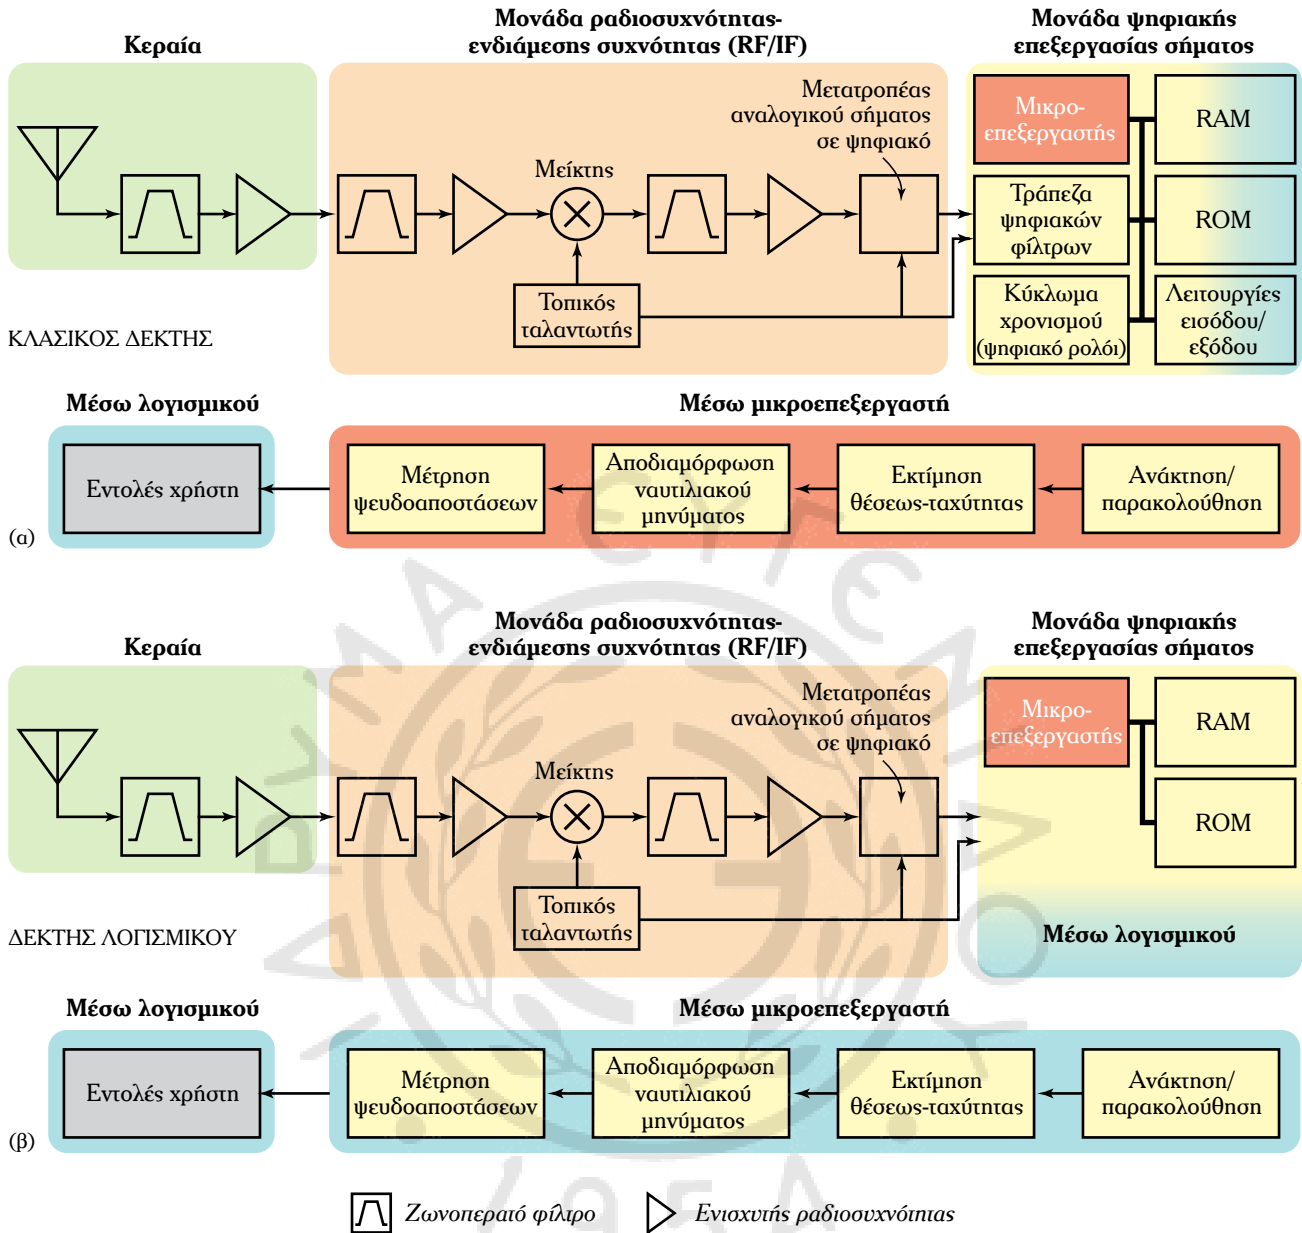 Κεραία
Μονάδα ραδιοσυχνότητας-
ενδιάμεσης συχνότητας (RF/IF)
Μονάδα ψηφιακής
επεξεργασίας σήματος
Μετατροπέας
αναλογικού σήματος
σε ψηφιακό
Μείκτης
Τοπικός
ταλαντωτής
Μικρο-
επεξεργαστής
RAM
Τράπεζα
ψηφιακών
φίλτρων
ROM
Κύκλωμα
χρονισμού
(ψηφιακό ρολόι)
Λειτουργίες
εισόδου/
εξόδου
ΚΛΑΣΙΚΟΣ ΔΕΚΤΗΣ
Μέσω λογισμικού
Μέσω μικροεπεξεργαστή
Εντολές χρήστη
Μέτρηση
ψευδοαποστάσεων
Αποδιαμόρφωση
ναυτιλιακού
μηνύματος
Εκτίμηση
θέσεως-ταχύτητας
Ανάκτηση/
παρακολούθηση
(α)
Κεραία
Μονάδα ραδιοσυχνότητας-
ενδιάμεσης συχνότητας (RF/IF)
Μονάδα ψηφιακής
επεξεργασίας σήματος
Μετατροπέας
αναλογικού σήματος
σε ψηφιακό
Μείκτης
Τοπικός
ταλαντωτής
Μικρο-
επεξεργαστής
RAM
ROM
Μέσω λογισμικού
ΔΕΚΤΗΣ ΛΟΓΙΣΜΙΚΟΥ
Μέσω λογισμικού
Μέσω μικροεπεξεργαστή
Εντολές χρήστη
Μέτρηση
ψευδοαποστάσεων
Αποδιαμόρφωση
ναυτιλιακού
μηνύματος
Εκτίμηση
θέσεως-ταχύτητας
Ανάκτηση/
παρακολούθηση
(β)
Ζωνοπερατό φίλτρο
Ενισχυτής ραδιοσυχνότητας
ΙΔΡΥΜΑ ΕΥΓΕΝΙΔΟΥ
1954